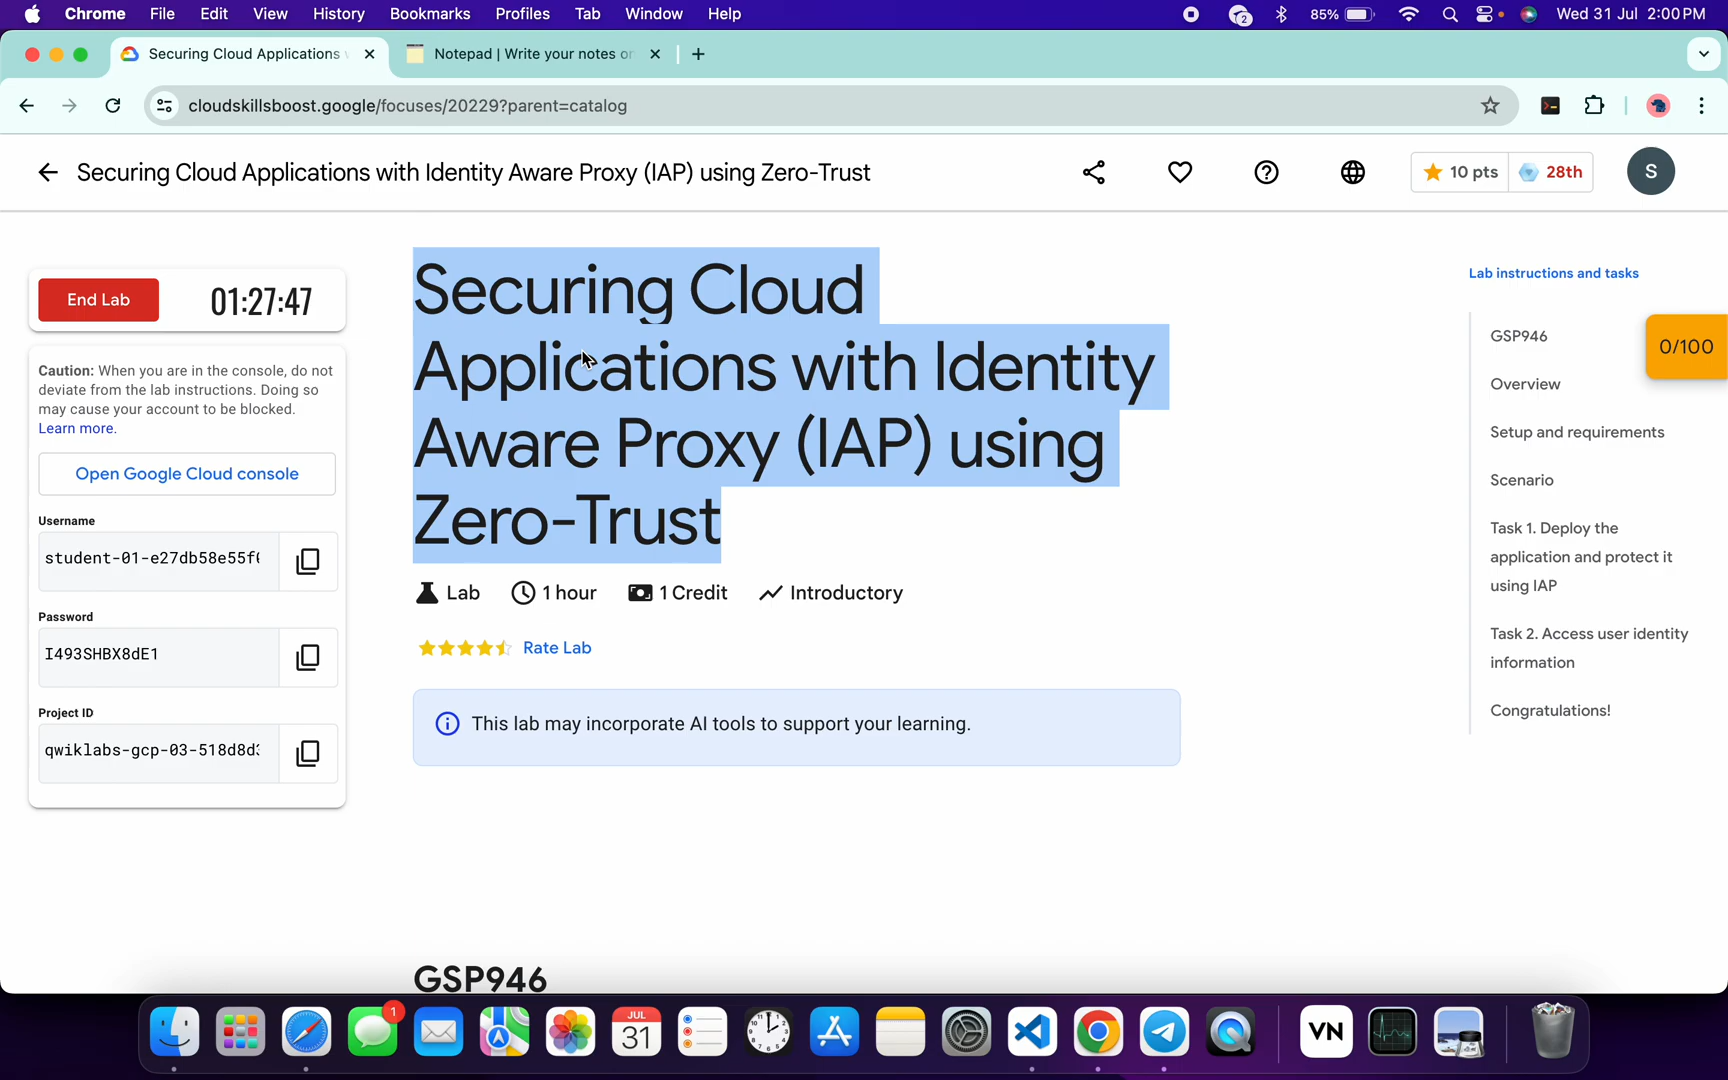 Chrome File Edit View History Bookmarks Profiles Tab Window Help 2 85% Wed 31 Jul 2:00 PM
Securing Cloud Applications Notepad | Write your notes
cloudskillsboost.google/focuses/20229?parent=catalog
Securing Cloud Applications with Identity Aware Proxy (IAP) using Zero-Trust 10 pts 28th S
End Lab 01:27:47
Caution: When you are in the console, do not
deviate from the lab instructions. Doing so
may cause your account to be blocked.
Learn more.
Open Google Cloud console
Username
student-01-e27db58e55f
Password
I493SHBX8dE1
Project ID
qwiklabs-gcp-03-518d8d
Securing Cloud
Applications with Identity
Aware Proxy (IAP) using
Zero-Trust
Lab 1 hour 1 Credit Introductory
Rate Lab
This lab may incorporate AI tools to support your learning.
GSP946
Lab instructions and tasks
GSP946
0/100
Overview
Setup and requirements
Scenario
Task 1. Deploy the
application and protect it
using IAP
Task 2. Access user identity
information
Congratulations!
1
JUL
31
VN